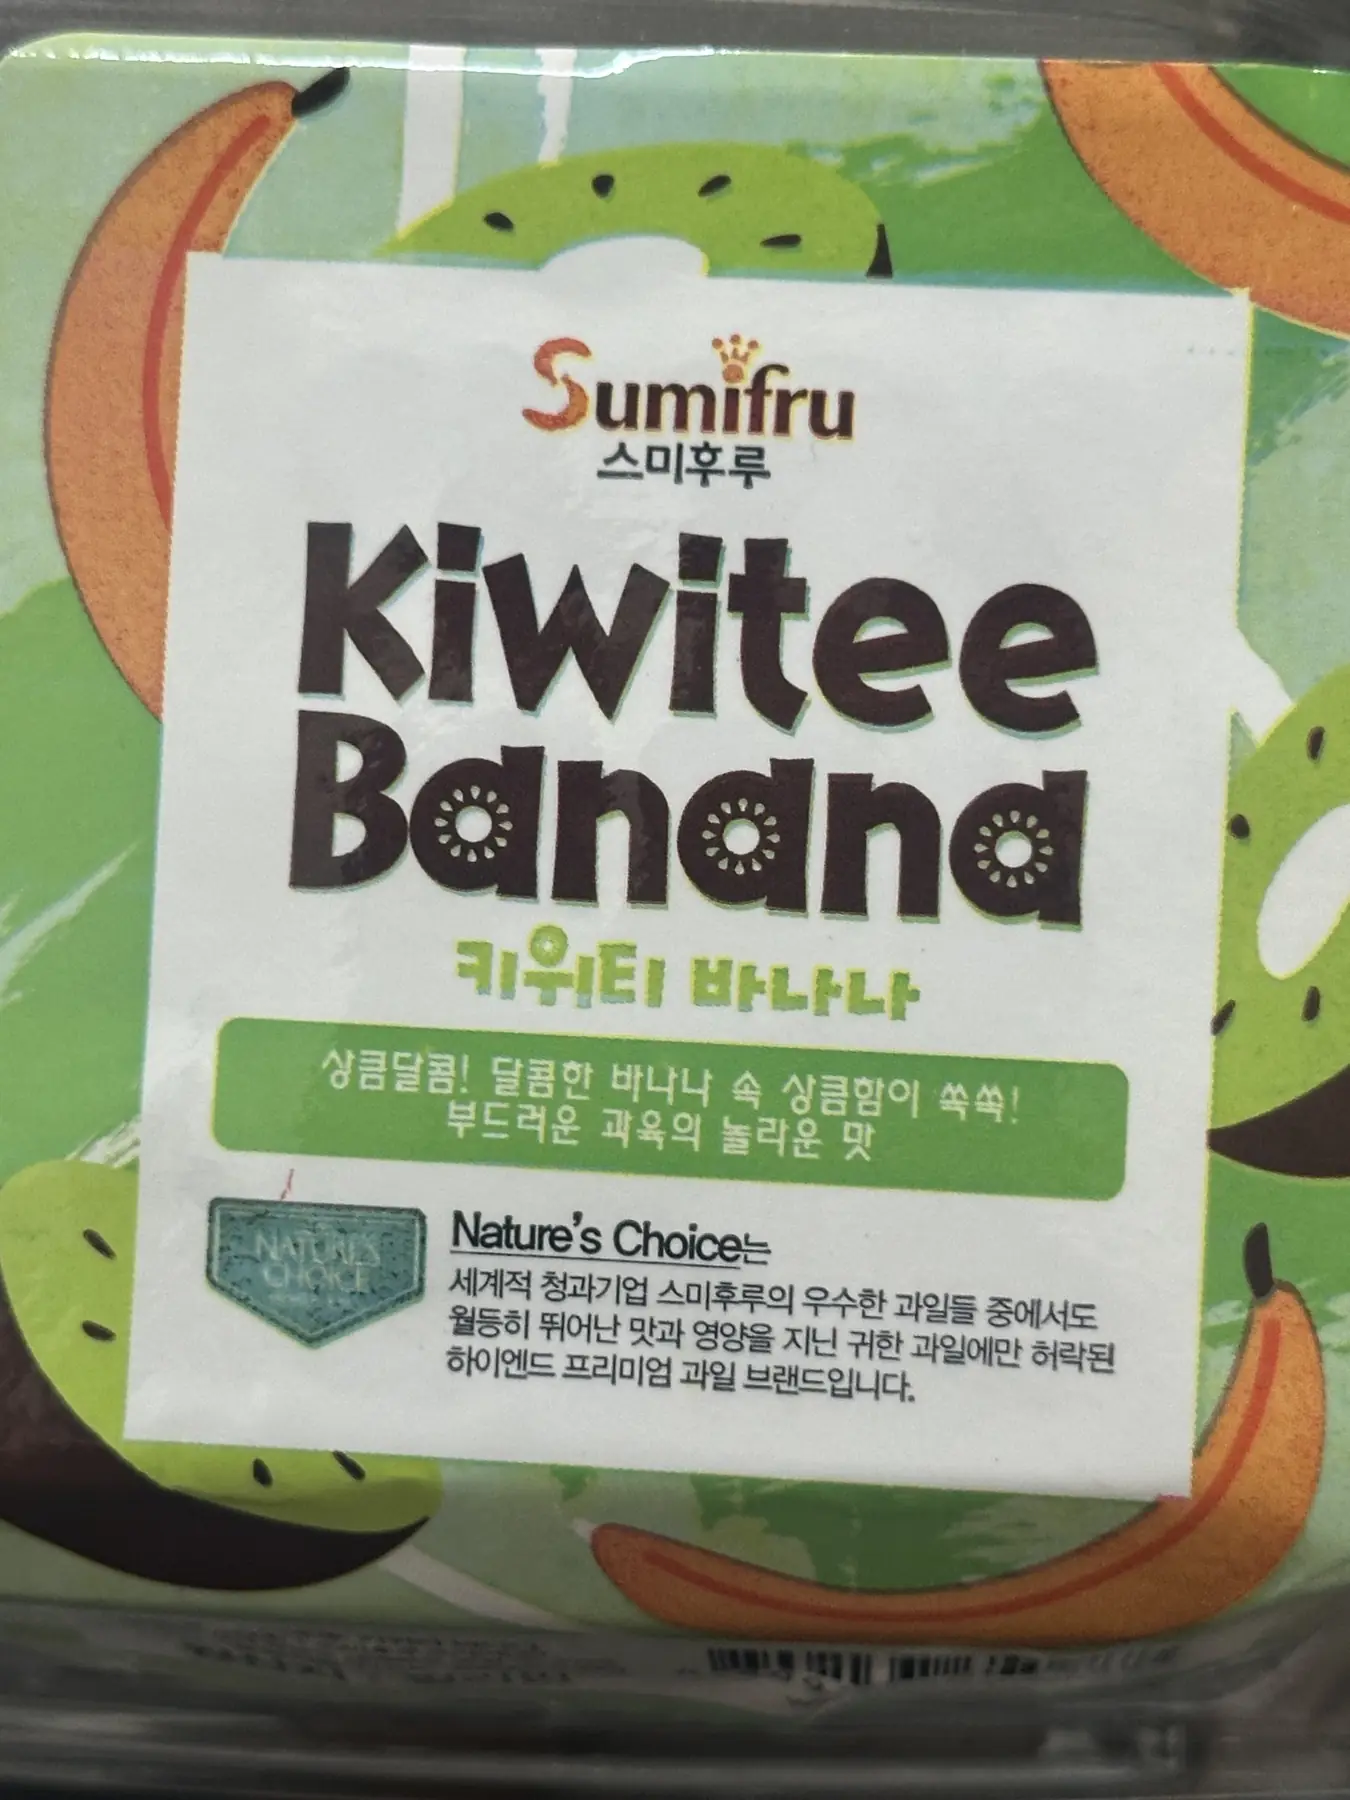 Sumifru
스미후루
Kiwitee
Banana
키위티 바나나
상큼달콤! 달콤한 바나나 속 상큼함이 쏙쏙!
부드러운 과육의 놀라운 맛
NATURE'S
CHOICE
Nature's Choice는
세계적 청과기업 스미후루의 우수한 과일들 중에서도
월등히 뛰어난 맛과 영양을 지닌 귀한 과일에만 허락된
하이엔드 프리미엄 과일 브랜드입니다.